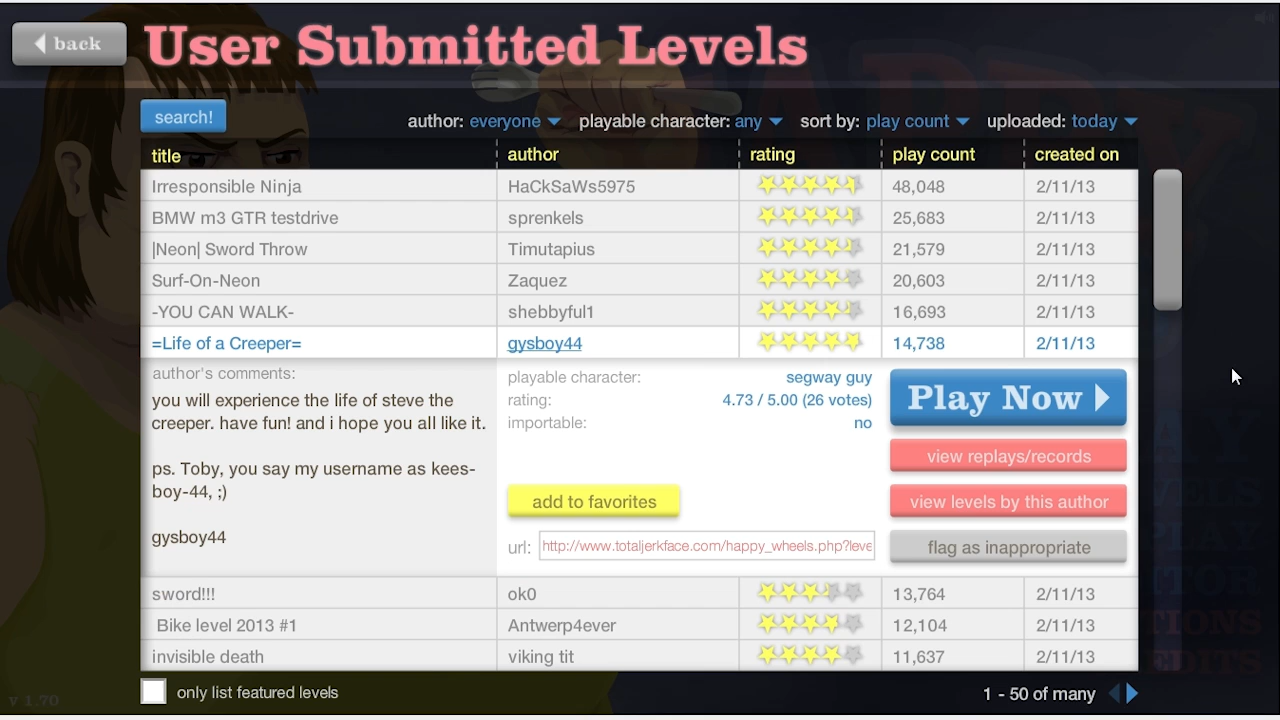 back
User Submitted Levels
search!
author: everyone playable character: any sort by: play count uploaded: today
title author rating play count created on
Irresponsible Ninja HaCkSaWs5975 48,048 2/11/13
BMW m3 GTR testdrive sprenkels 25,683 2/11/13
|Neon| Sword Throw Timutapius 21,579 2/11/13
Surf-On-Neon Zaquez 20,603 2/11/13
-YOU CAN WALK- shebbyful1 16,693 2/11/13
=Life of a Creeper= gysboy44 14,738 2/11/13
author's comments:
you will experience the life of steve the
creeper. have fun! and i hope you all like it.
ps. Toby, you say my username as kees-
boy-44, ;)
gysboy44
playable character: segway guy
rating: 4.73 / 5.00 (26 votes)
importable: no
add to favorites
url: http://www.totaljerkface.com/happy_wheels.php?leve
Play Now
view replays/records
view levels by this author
flag as inappropriate
sword!!! ok0 13,764 2/11/13
Bike level 2013 #1 Antwerp4ever 12,104 2/11/13
invisible death viking tit 11,637 2/11/13
only list featured levels
1 - 50 of many
v 1.70